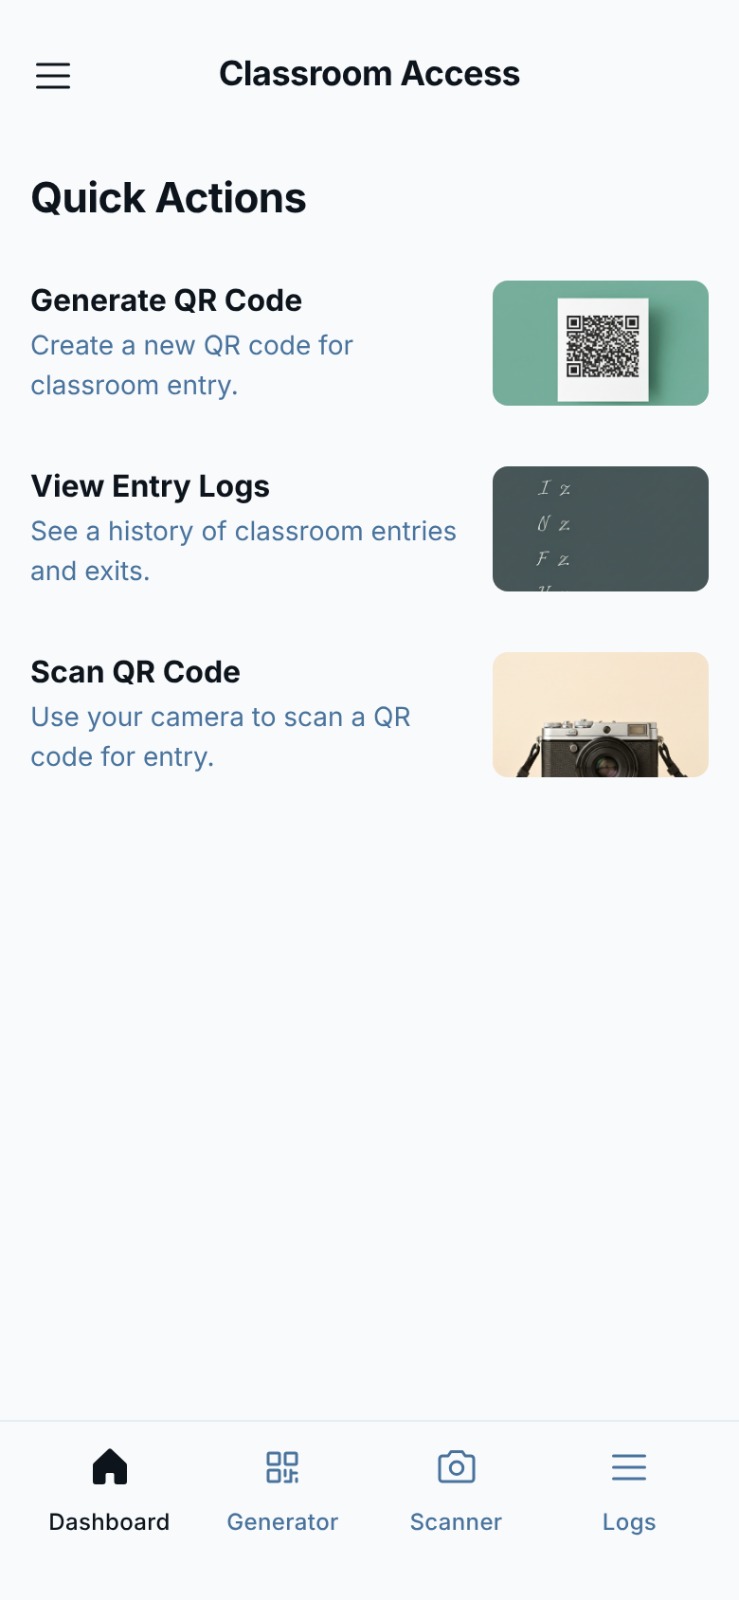 Classroom Access
Quick Actions
Generate QR Code
Create a new QR code for
classroom entry.
View Entry Logs
See a history of classroom entries
and exits.
I z
N z
F z
Scan QR Code
Use your camera to scan a QR
code for entry.
Dashboard
Generator
Scanner
Logs